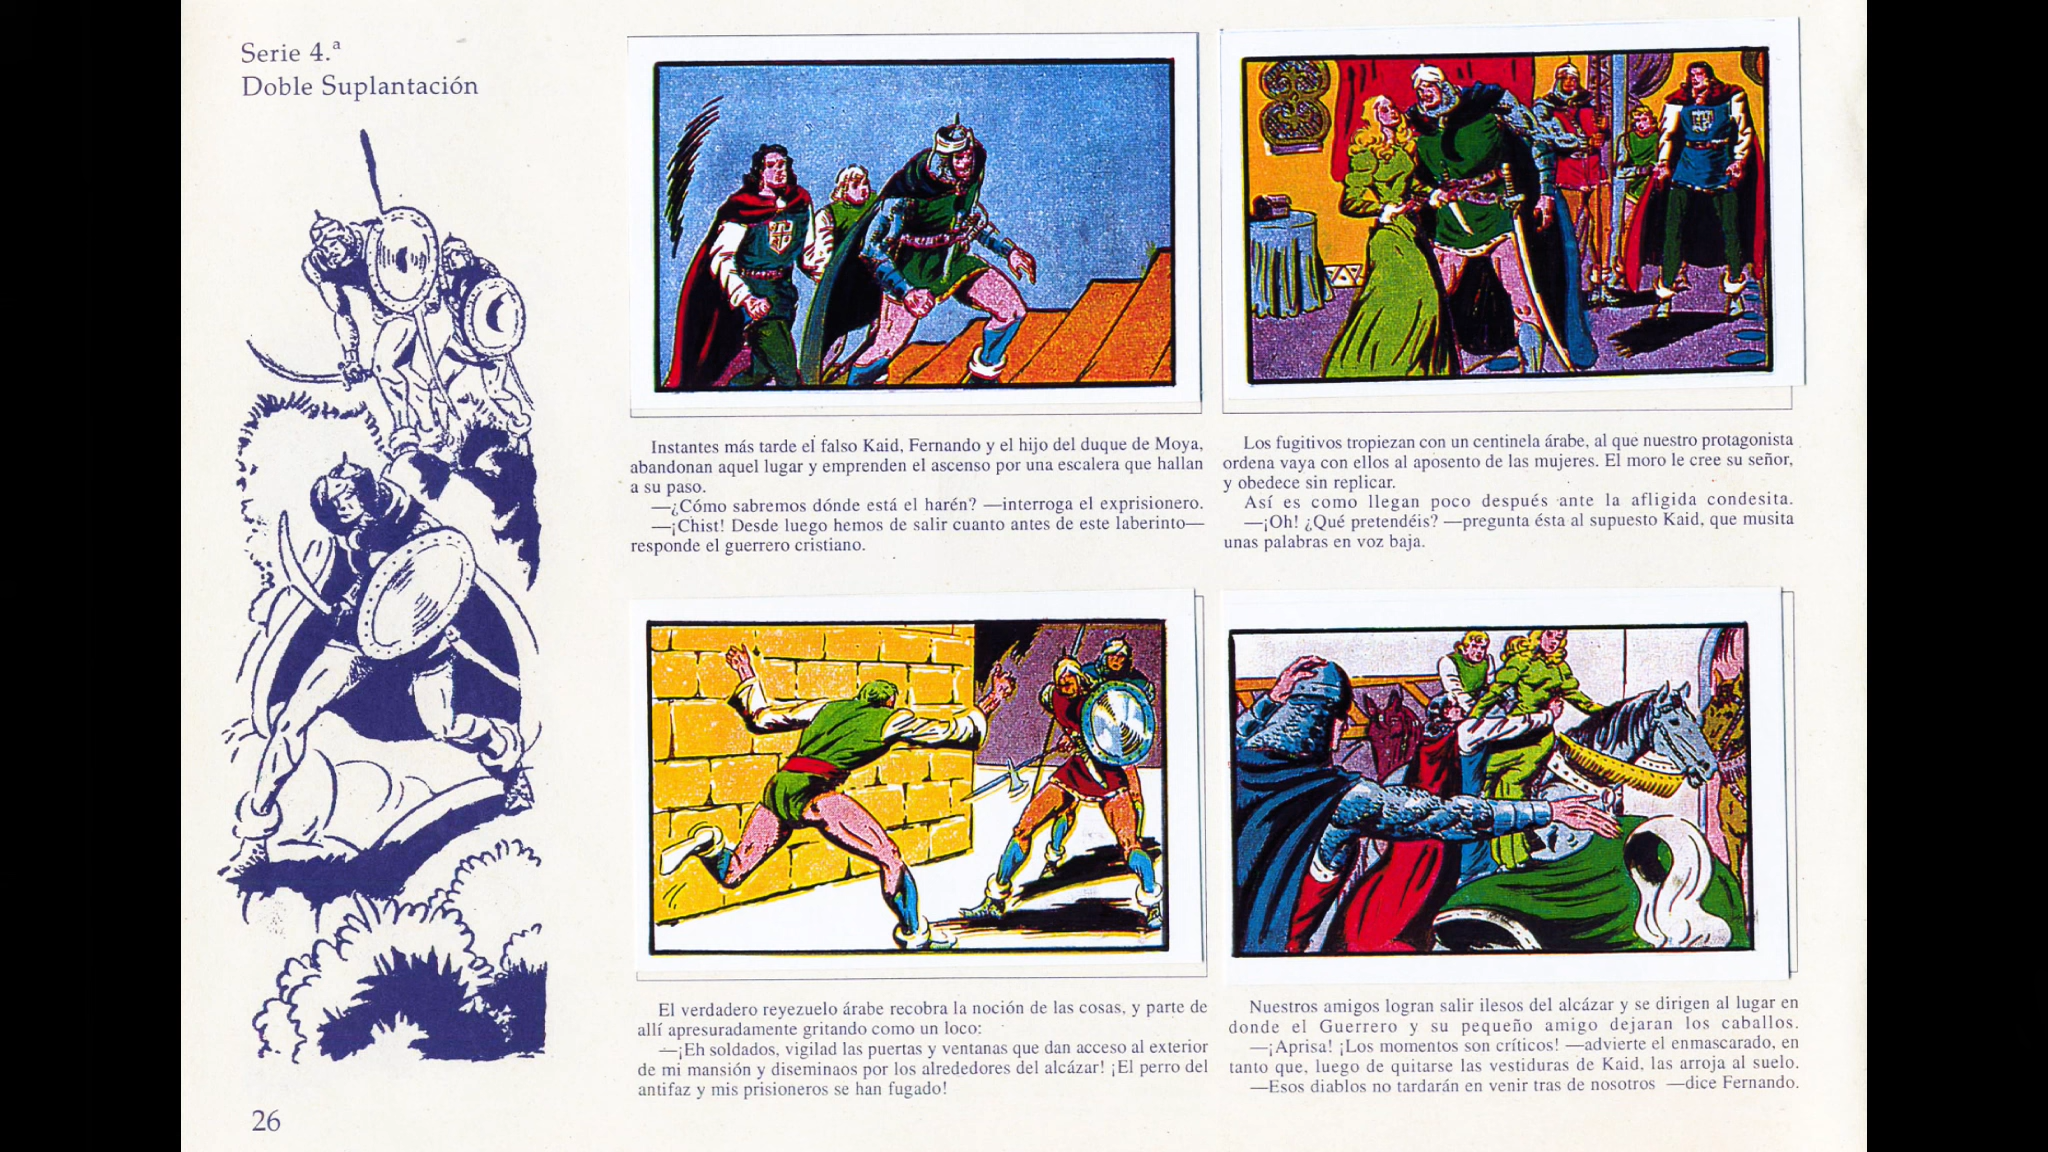 Serie 4.ª
Doble Suplantación
Instantes más tarde el falso Kaid, Fernando y el hijo del duque de Moya,
abandonan aquel lugar y emprenden el ascenso por una escalera que hallan
a su paso.
—¿Cómo sabremos dónde está el harén? —interroga el exprisionero.
—¡Chist! Desde luego hemos de salir cuanto antes de este laberinto—
responde el guerrero cristiano.
Los fugitivos tropiezan con un centinela árabe, al que nuestro protagonista
ordena vaya con ellos al aposento de las mujeres. El moro le cree su señor,
y obedece sin replicar.
Así es como llegan poco después ante la afligida condesita.
—¡Oh! ¿Qué pretendéis? —pregunta ésta al supuesto Kaid, que musita
unas palabras en voz baja.
El verdadero reyezuelo árabe recobra la noción de las cosas, y parte de
allí apresuradamente gritando como un loco:
—¡Eh soldados, vigilad las puertas y ventanas que dan acceso al exterior
de mi mansión y diseminaos por los alrededores del alcázar! ¡El perro del
antifaz y mis prisioneros se han fugado!
Nuestros amigos logran salir ilesos del alcázar y se dirigen al lugar en
donde el Guerrero y su pequeño amigo dejaran los caballos.
—¡Aprisa! ¡Los momentos son críticos! —advierte el enmascarado, en
tanto que, luego de quitarse las vestiduras de Kaid, las arroja al suelo.
—Esos diablos no tardarán en venir tras de nosotros —dice Fernando.
26